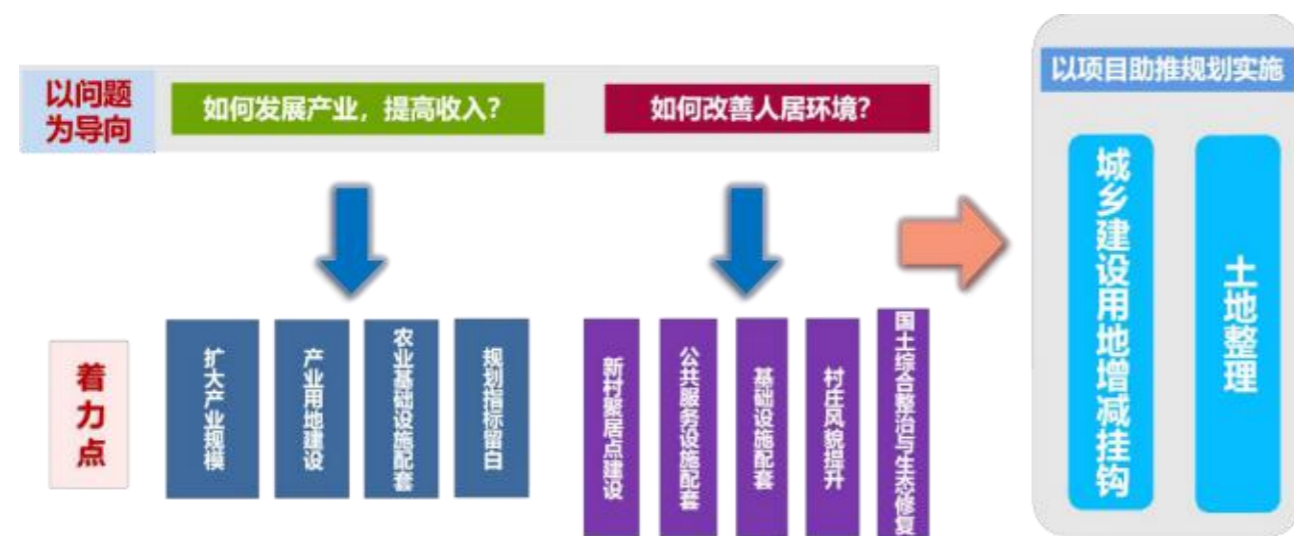 以问题
为导向
如何发展产业，提高收入？
如何改善人居环境？
以项目助推规划实施
城乡建设用地增减挂钩
土地整理
着力点
扩大产业规模
产业用地建设
农业基础设施配套
规划指标留白
新村聚居点建设
公共服务设施配套
基础设施配套
村庄风貌提升
国土综合整治与生态修复